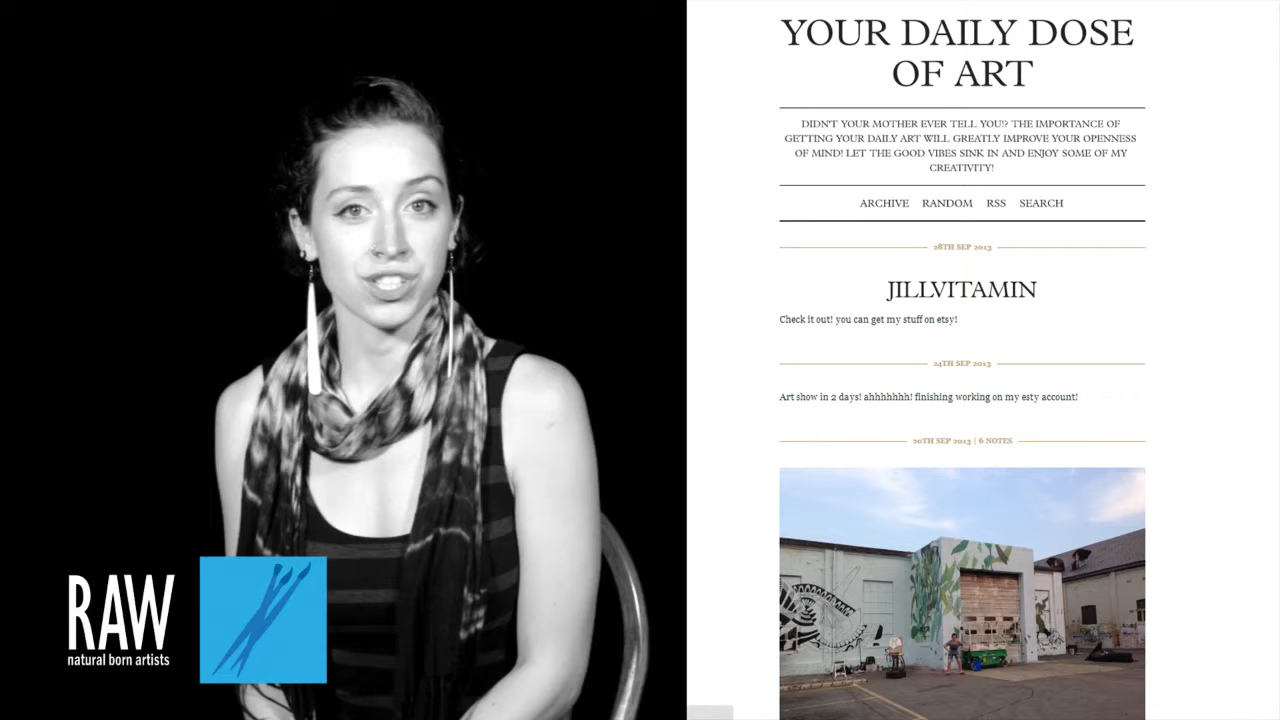 RAW
natural born artists
YOUR DAILY DOSE
OF ART
DIDN'T YOUR MOTHER EVER TELL YOU!? THE IMPORTANCE OF
GETTING YOUR DAILY ART WILL GREATLY IMPROVE YOUR OPENNESS
OF MIND! LET THE GOOD VIBES SINK IN AND ENJOY SOME OF MY
CREATIVITY!
ARCHIVE RANDOM RSS SEARCH
28TH SEP 2013
JILLVITAMIN
Check it out! you can get my stuff on etsy!
24TH SEP 2013
Art show in 2 days! ahhhhhhh! finishing working on my esty account!
20TH SEP 2013 | 6 NOTES